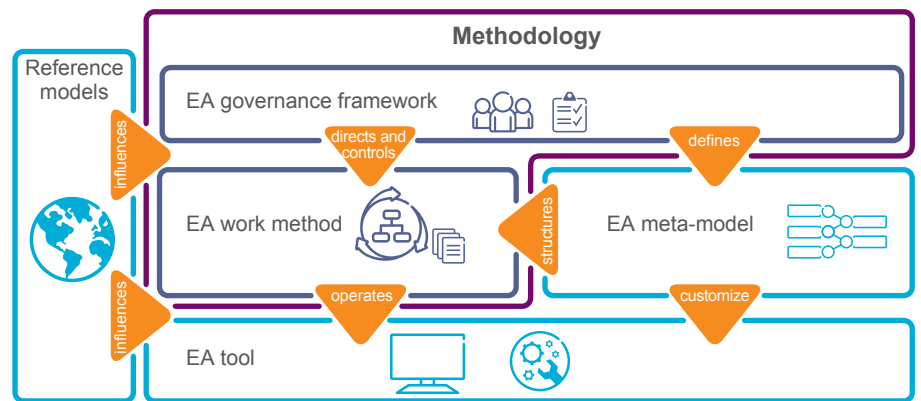 Methodology
Reference
models
EA governance framework
influences
directs and
controls
defines
EA work method
structures
EA meta-model
influences
operates
customize
EA tool